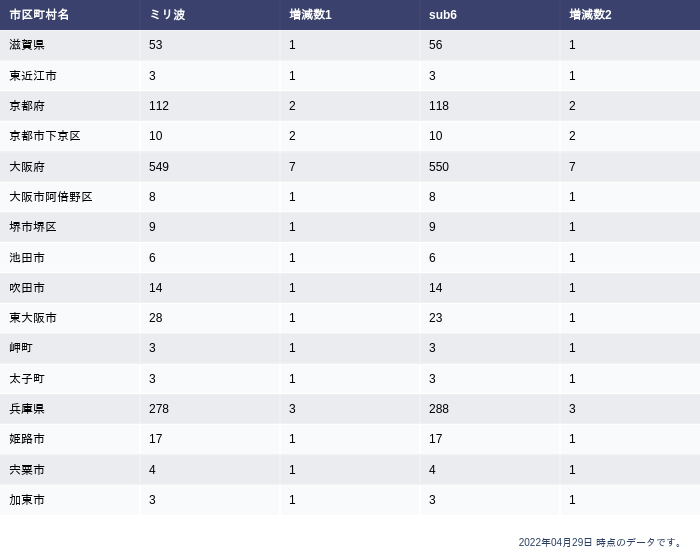 市区町村名 ミリ波 増減数1 sub6 増減数2
滋賀県 53 1 56 1
東近江市 3 1 3 1
京都府 112 2 118 2
京都市下京区 10 2 10 2
大阪府 549 7 550 7
大阪市阿倍野区 8 1 8 1
堺市堺区 9 1 9 1
池田市 6 1 6 1
吹田市 14 1 14 1
東大阪市 28 1 23 1
岬町 3 1 3 1
太子町 3 1 3 1
兵庫県 278 3 288 3
姫路市 17 1 17 1
宍粟市 4 1 4 1
加東市 3 1 3 1
2022年04月29日 時点のデータです。